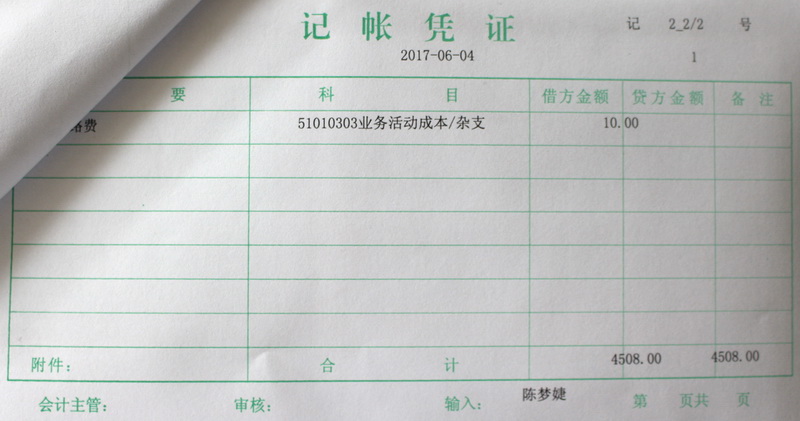 记帐凭证
记 2_2/2 号
2017-06-04
1
要 科目 借方金额 贷方金额 备注
费 51010303业务活动成本/杂支 10.00
附件: 合计 4508.00 4508.00
会计主管: 审核: 输入: 陈梦婕 第 页共 页